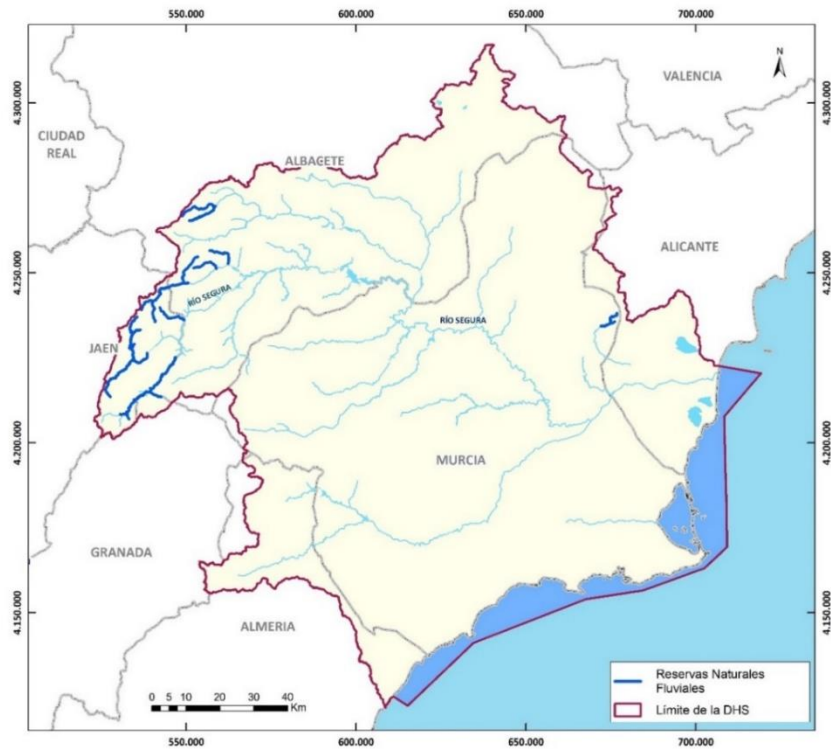 550.000 600.000 650.000 700.000
N
VALENCIA
4.300.000 4.300.000
CIUDAD
REAL
ALBACETE
ALICANTE
4.250.000 4.250.000
RÍO SEGURA
RÍO SEGURA
JAEN
4.200.000 4.200.000
MURCIA
GRANADA
4.150.000 4.150.000
ALMERIA
0 5 10 20 30 40
Km
Reservas Naturales
Fluviales
Límite de la DHS
550.000 600.000 650.000 700.000